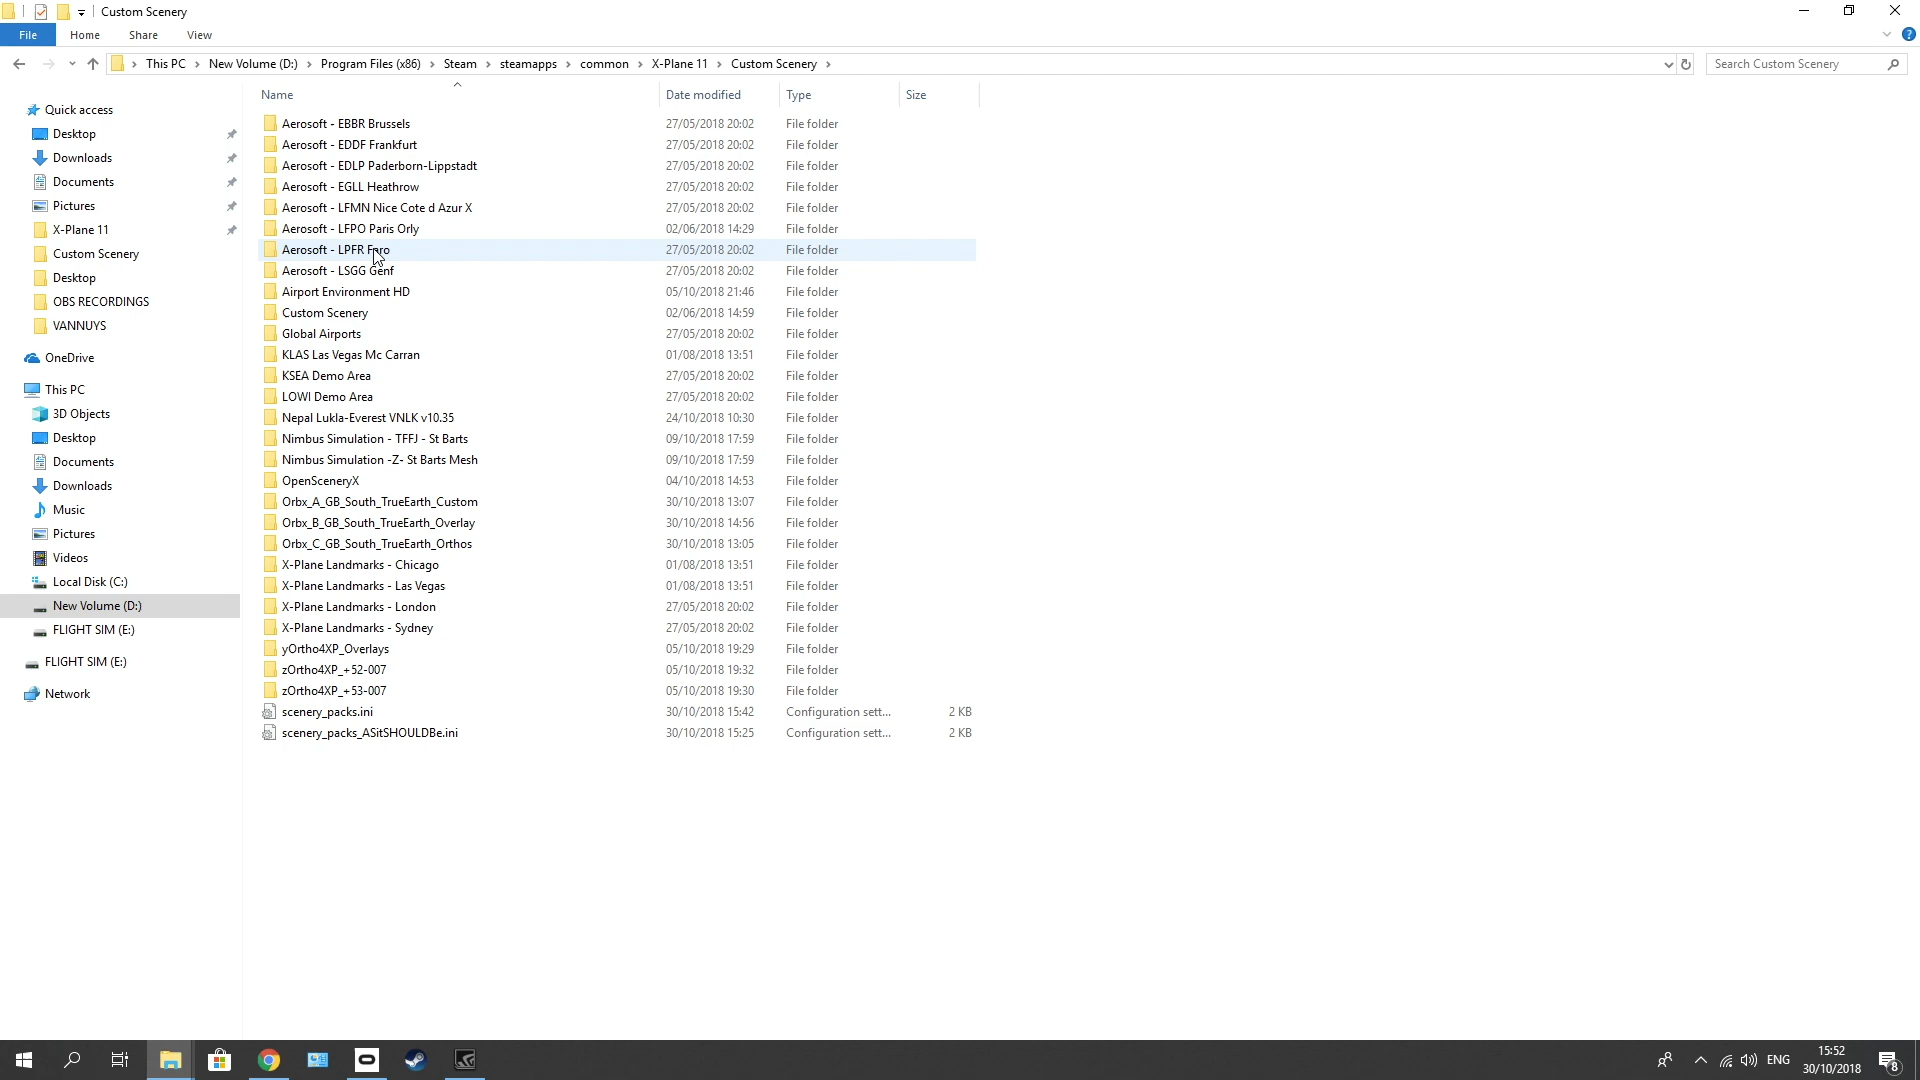 Custom Scenery
File Home Share View
This PC New Volume (D:) Program Files (x86) Steam steamapps common X-Plane 11 Custom Scenery Search Custom Scenery
Name Date modified Type Size
Quick access
Desktop
Downloads
Documents
Pictures
X-Plane 11
Custom Scenery
Desktop
OBS RECORDINGS
VANNUYS
OneDrive
This PC
3D Objects
Desktop
Documents
Downloads
Music
Pictures
Videos
Local Disk (C:)
New Volume (D:)
FLIGHT SIM (E:)
FLIGHT SIM (E:)
Network
Aerosoft - EBBR Brussels 27/05/2018 20:02 File folder
Aerosoft - EDDF Frankfurt 27/05/2018 20:02 File folder
Aerosoft - EDLP Paderborn-Lippstadt 27/05/2018 20:02 File folder
Aerosoft - EGLL Heathrow 27/05/2018 20:02 File folder
Aerosoft - LFMN Nice Cote d Azur X 27/05/2018 20:02 File folder
Aerosoft - LFPO Paris Orly 02/06/2018 14:29 File folder
Aerosoft - LPFR Faro 27/05/2018 20:02 File folder
Aerosoft - LSGG Genf 27/05/2018 20:02 File folder
Airport Environment HD 05/10/2018 21:46 File folder
Custom Scenery 02/06/2018 14:59 File folder
Global Airports 27/05/2018 20:02 File folder
KLAS Las Vegas Mc Carran 01/08/2018 13:51 File folder
KSEA Demo Area 27/05/2018 20:02 File folder
LOWI Demo Area 27/05/2018 20:02 File folder
Nepal Lukla-Everest VNLK v10.35 24/10/2018 10:30 File folder
Nimbus Simulation - TFFJ - St Barts 09/10/2018 17:59 File folder
Nimbus Simulation -Z- St Barts Mesh 09/10/2018 17:59 File folder
OpenSceneryX 04/10/2018 14:53 File folder
Orbx_A_GB_South_TrueEarth_Custom 30/10/2018 13:07 File folder
Orbx_B_GB_South_TrueEarth_Overlay 30/10/2018 14:56 File folder
Orbx_C_GB_South_TrueEarth_Orthos 30/10/2018 13:05 File folder
X-Plane Landmarks - Chicago 01/08/2018 13:51 File folder
X-Plane Landmarks - Las Vegas 01/08/2018 13:51 File folder
X-Plane Landmarks - London 27/05/2018 20:02 File folder
X-Plane Landmarks - Sydney 27/05/2018 20:02 File folder
yOrtho4XP_Overlays 05/10/2018 19:29 File folder
zOrtho4XP_+52-007 05/10/2018 19:32 File folder
zOrtho4XP_+53-007 05/10/2018 19:30 File folder
scenery_packs.ini 30/10/2018 15:42 Configuration sett... 2 KB
scenery_packs_ASitSHOULDBe.ini 30/10/2018 15:25 Configuration sett... 2 KB
ENG 15:52
30/10/2018 8